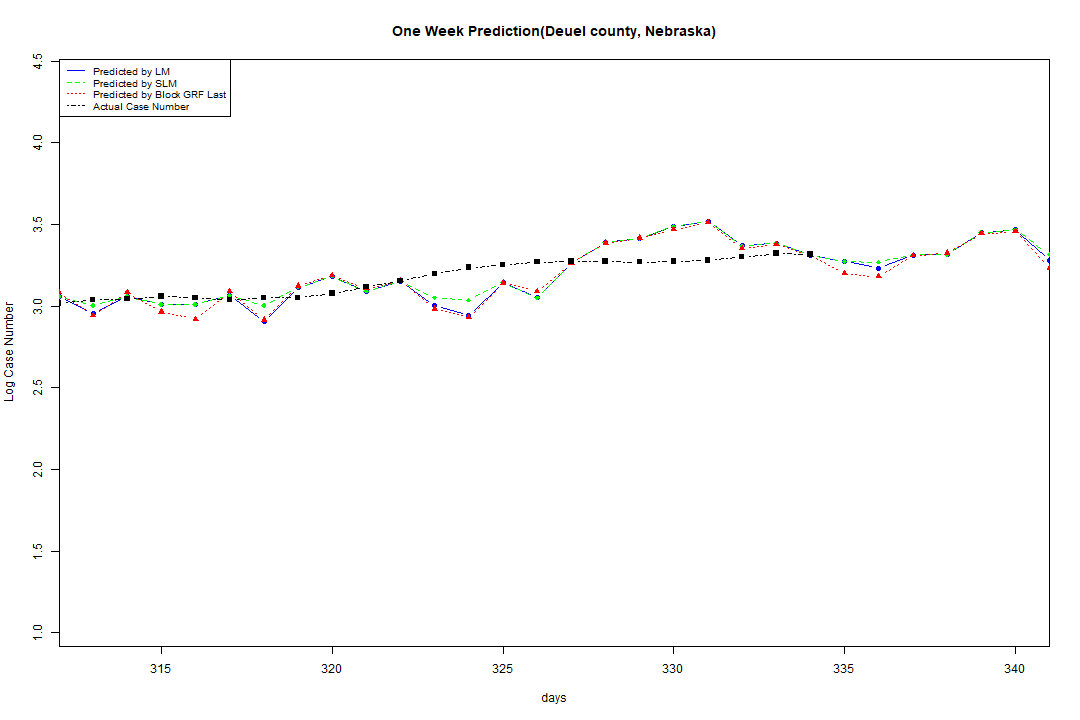 One Week Prediction(Deuel county, Nebraska)
Predicted by LM
Predicted by SLM
Predicted by Block GRF Last
Actual Case Number
4.5
4.0
3.5
3.0
2.5
2.0
1.5
1.0
Log Case Number
315 320 325 330 335 340
days